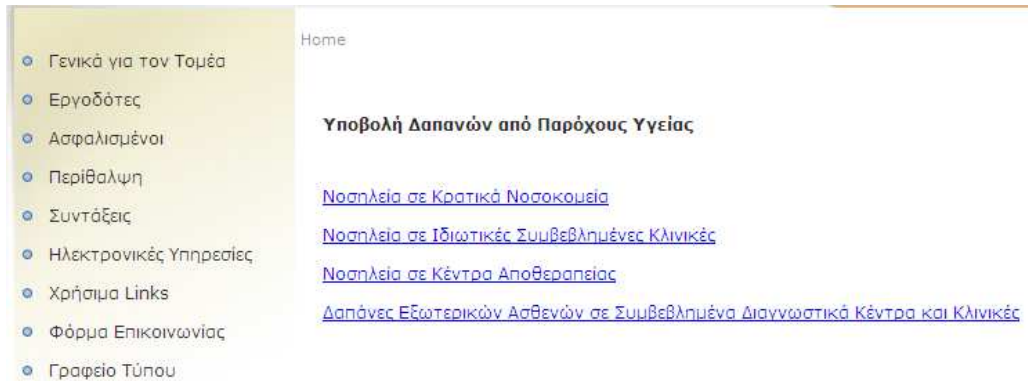 Home
Γενικά για τον Τομέα
Εργοδότες
Ασφαλισμένοι
Περίθαλψη
Συντάξεις
Ηλεκτρονικές Υπηρεσίες
Χρήσιμα Links
Φόρμα Επικοινωνίας
Γραφείο Τύπου
Υποβολή Δαπανών από Παρόχους Υγείας
Νοσηλεία σε Κρατικά Νοσοκομεία
Νοσηλεία σε Ιδιωτικές Συμβεβλημένες Κλινικές
Νοσηλεία σε Κέντρα Αποθεραπείας
Δαπάνες Εξωτερικών Ασθενών σε Συμβεβλημένα Διαγνωστικά Κέντρα και Κλινικές